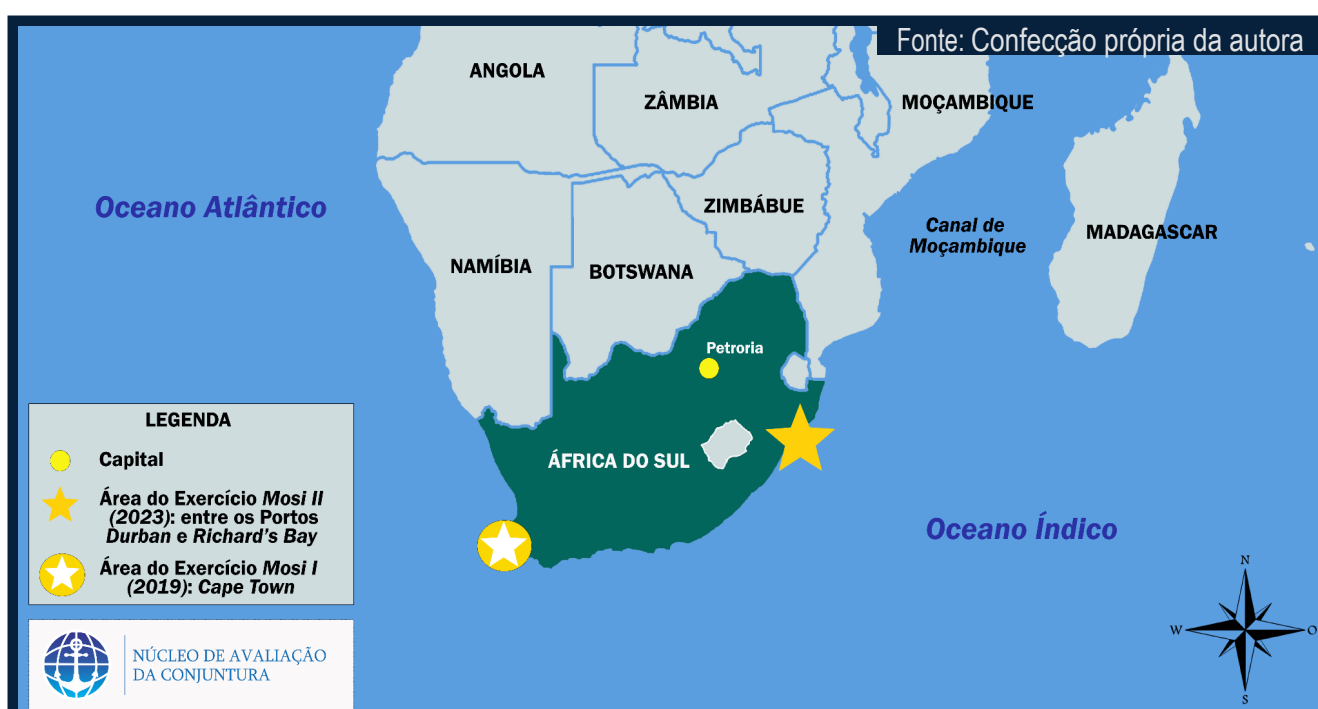 Fonte: Confecção própria da autora
ANGOLA
ZÂMBIA
MOÇAMBIQUE
Oceano Atlântico
ZIMBÁBUE
Canal de
Moçambique
MADAGASCAR
NAMÍBIA
BOTSWANA
Petroria
LEGENDA
Capital
Área do Exercício Mosi II
(2023): entre os Portos
Durban e Richard's Bay
Área do Exercício Mosi I
(2019): Cape Town
ÁFRICA DO SUL
Oceano Índico
N
W
O
S
NÚCLEO DE AVALIAÇÃO
DA CONJUNTURA